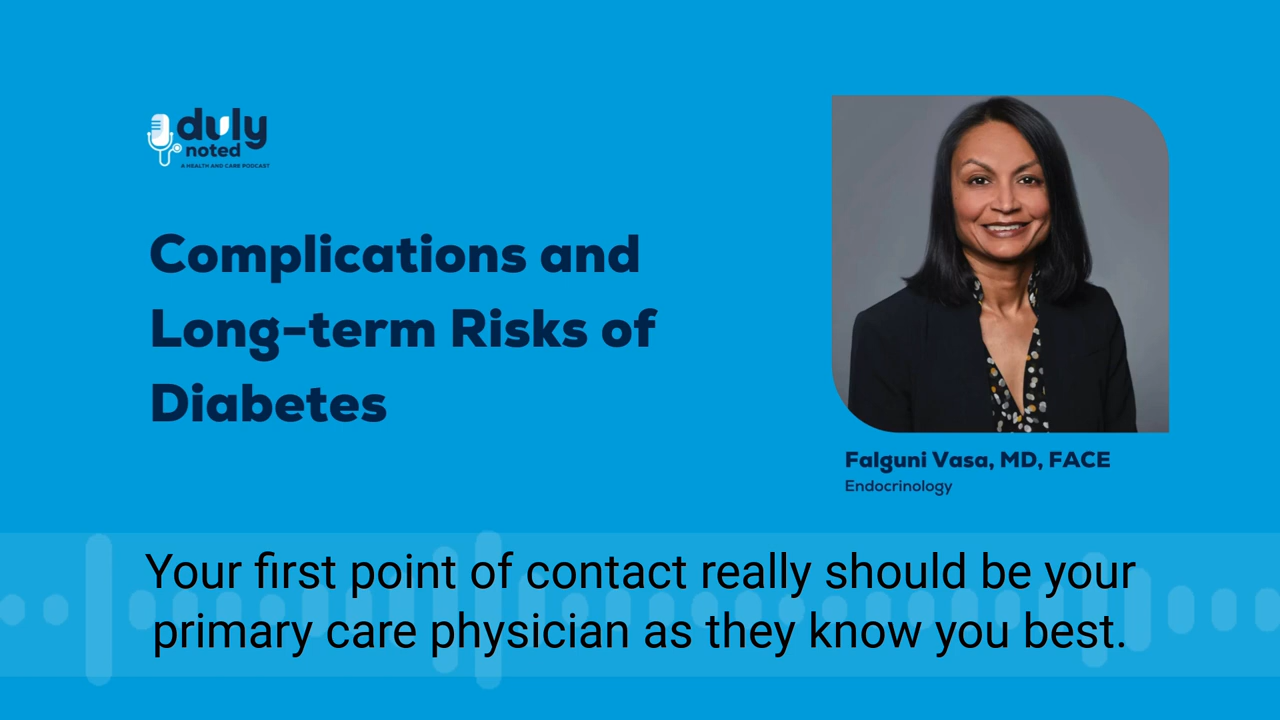 duly
noted
A HEALTH AND CARE PODCAST
Complications and
Long-term Risks of
Diabetes
Falguni Vasa, MD, FACE
Endocrinology
Your first point of contact really should be your
primary care physician as they know you best.